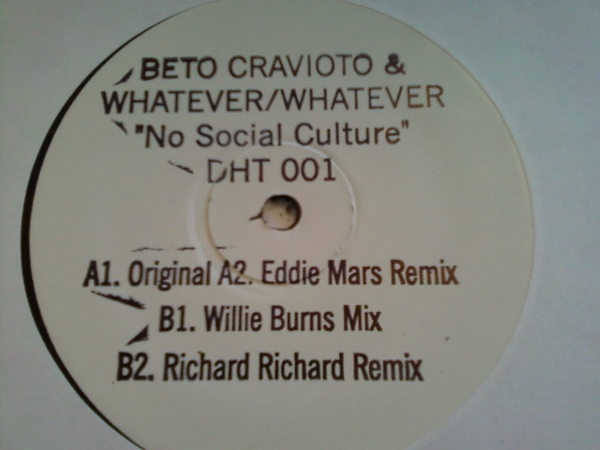 BETO CRAVIOTO &
WHATEVER/WHATEVER
"No Social Culture"
DHT 001
A1. Original A2. Eddie Mars Remix
B1. Willie Burns Mix
B2. Richard Richard Remix